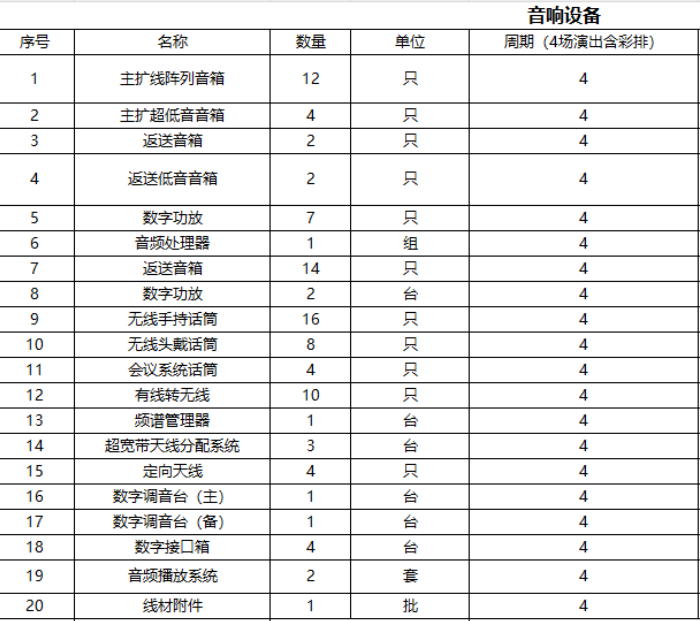 音响设备
序号 名称 数量 单位 周期（4场演出含彩排）
1 主扩线阵列音箱 12 只 4
2 主扩超低音音箱 4 只 4
3 返送音箱 2 只 4
4 返送低音音箱 2 只 4
5 数字功放 7 只 4
6 音频处理器 1 组 4
7 返送音箱 14 只 4
8 数字功放 2 台 4
9 无线手持话筒 16 只 4
10 无线头戴话筒 8 只 4
11 会议系统话筒 4 只 4
12 有线转无线 10 只 4
13 频谱管理器 1 台 4
14 超宽带天线分配系统 3 台 4
15 定向天线 4 只 4
16 数字调音台（主） 1 台 4
17 数字调音台（备） 1 台 4
18 数字接口箱 4 台 4
19 音频播放系统 2 套 4
20 线材附件 1 批 4